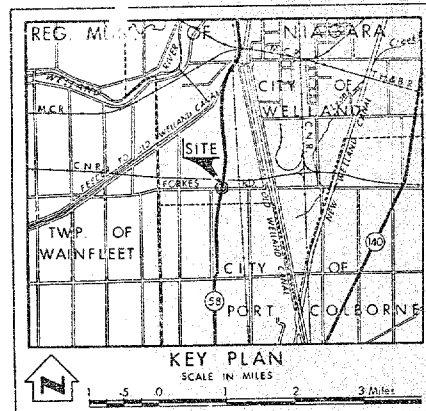 REG. MUN. OF NIAGARA
WELLAND RIVER
M.C.R.
Creek
CITY OF
WELLAND
T.H.&B.R.
M.C.R.
FEEDER TO OLD WELLAND CANAL
C.N.R.
SITE
C.N.R.
FORKES RD.
OLD WELLAND CANAL
NEW WELLAND CANAL
TWP. OF
WAINFLEET
140
CITY OF
58
PORT COLBORNE
KEY PLAN
SCALE IN MILES
N
1 .5 0 1 2 3 Miles